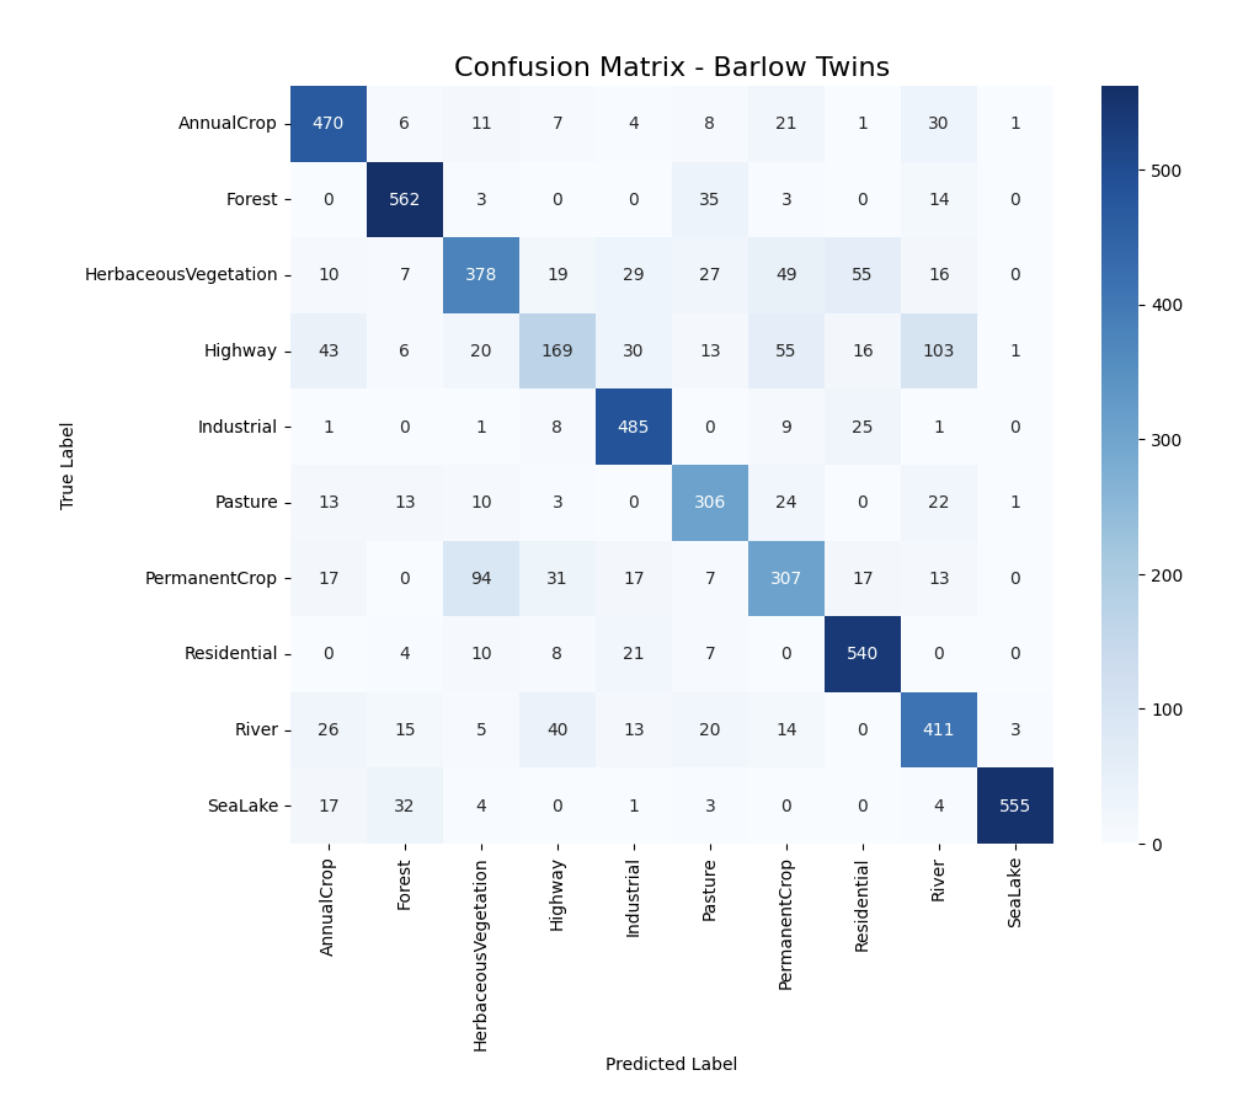 Confusion Matrix - Barlow Twins
AnnualCrop 470 6 11 7 4 8 21 1 30 1
Forest 0 562 3 0 0 35 3 0 14 0
HerbaceousVegetation 10 7 378 19 29 27 49 55 16 0
Highway 43 6 20 169 30 13 55 16 103 1
Industrial 1 0 1 8 485 0 9 25 1 0
Pasture 13 13 10 3 0 306 24 0 22 1
PermanentCrop 17 0 94 31 17 7 307 17 13 0
Residential 0 4 10 8 21 7 0 540 0 0
River 26 15 5 40 13 20 14 0 411 3
SeaLake 17 32 4 0 1 3 0 0 4 555
True Label
AnnualCrop Forest HerbaceousVegetation Highway Industrial Pasture PermanentCrop Residential River SeaLake
Predicted Label
500
400
300
200
100
0